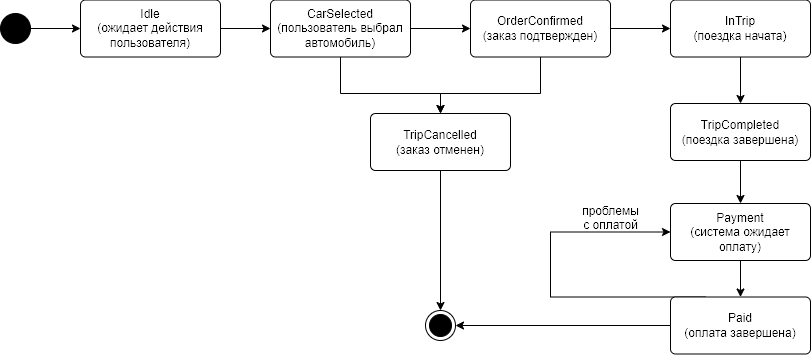 Idle
(ожидает действия
пользователя)
CarSelected
(пользователь выбрал
автомобиль)
OrderConfirmed
(заказ подтвержден)
InTrip
(поездка начата)
TripCancelled
(заказ отменен)
TripCompleted
(поездка завершена)
проблемы
с оплатой
Payment
(система ожидает
оплату)
Paid
(оплата завершена)